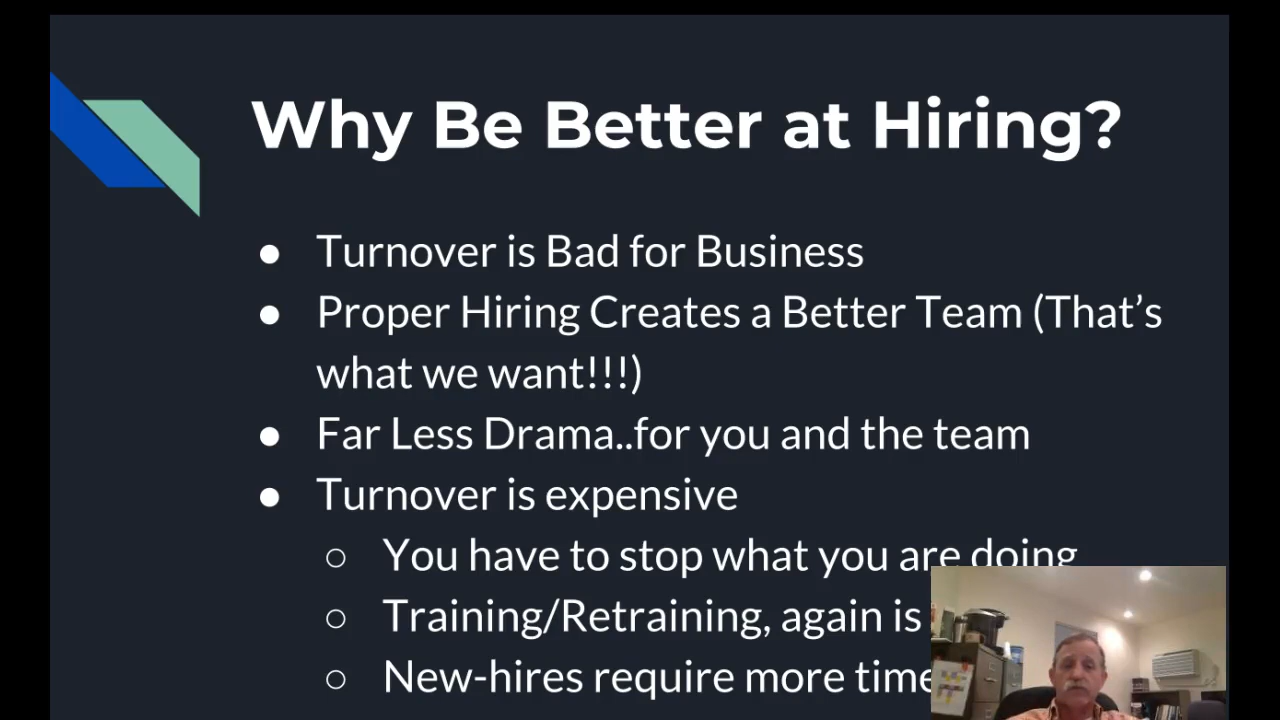 Why Be Better at Hiring?
● Turnover is Bad for Business
● Proper Hiring Creates a Better Team (That's
what we want!!!)
● Far Less Drama..for you and the team
● Turnover is expensive
○ You have to stop what you are doing
○ Training/Retraining, again is
○ New-hires require more time